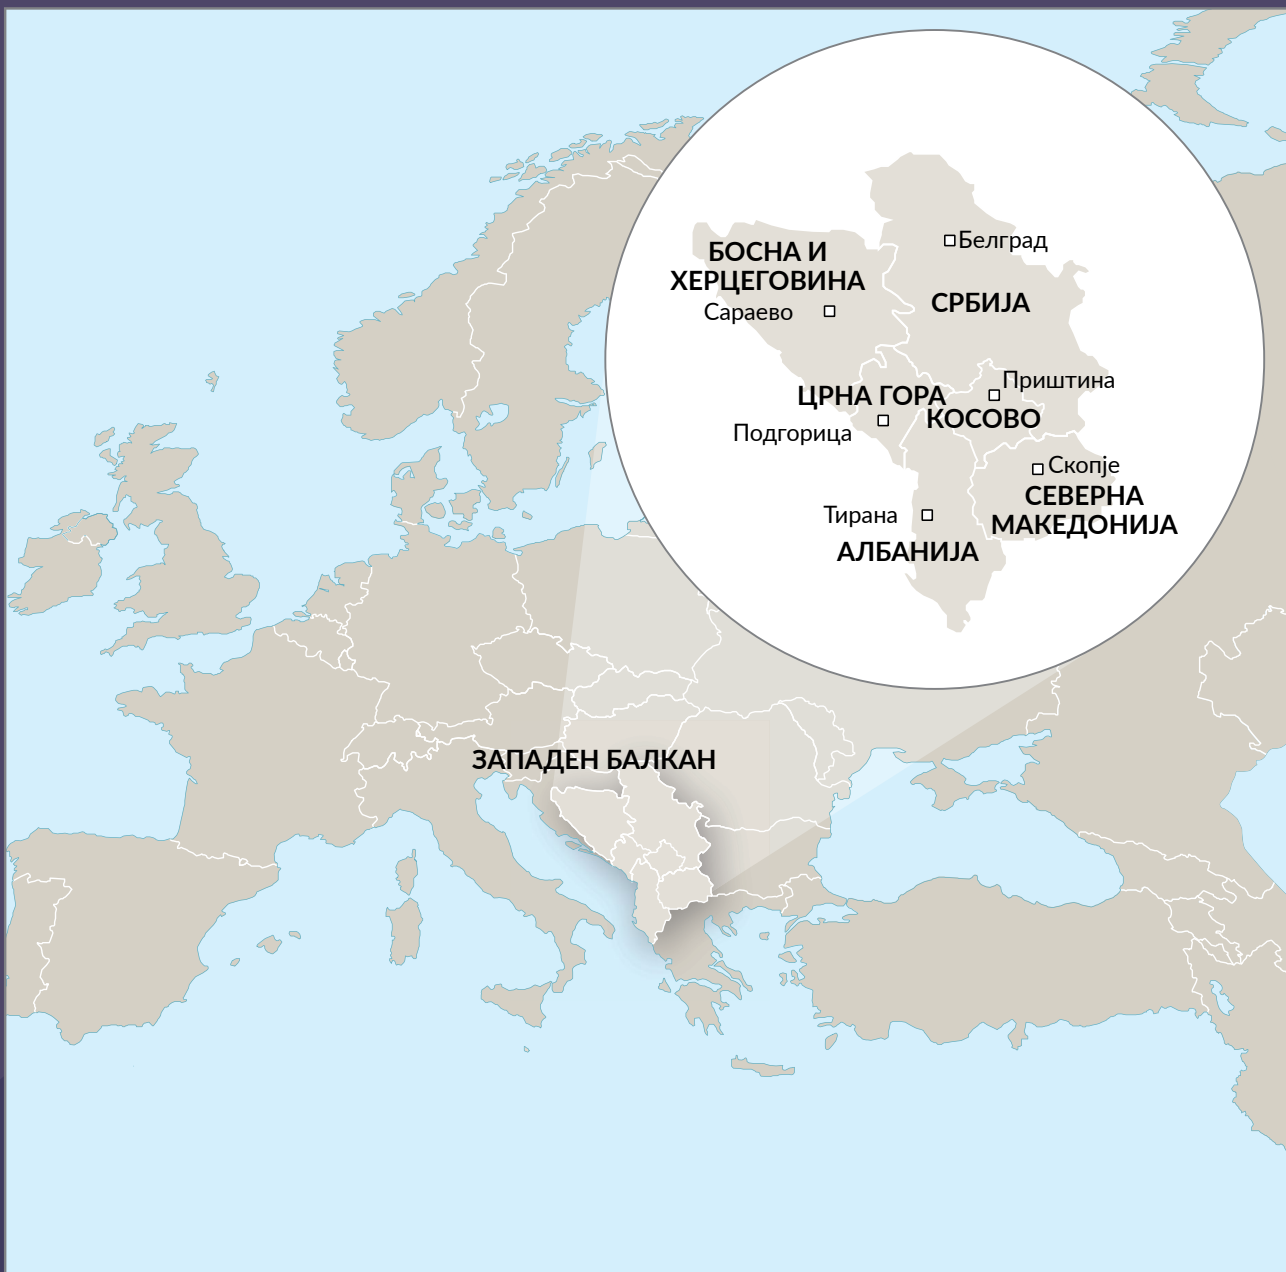 БОСНА И
ХЕРЦЕГОВИНА
Сараево
Белград
СРБИЈА
ЦРНА ГОРА
Подгорица
Приштина
КОСОВО
Скопје
СЕВЕРНА
МАКЕДОНИЈА
Тирана
АЛБАНИЈА
ЗАПАДЕН БАЛКАН